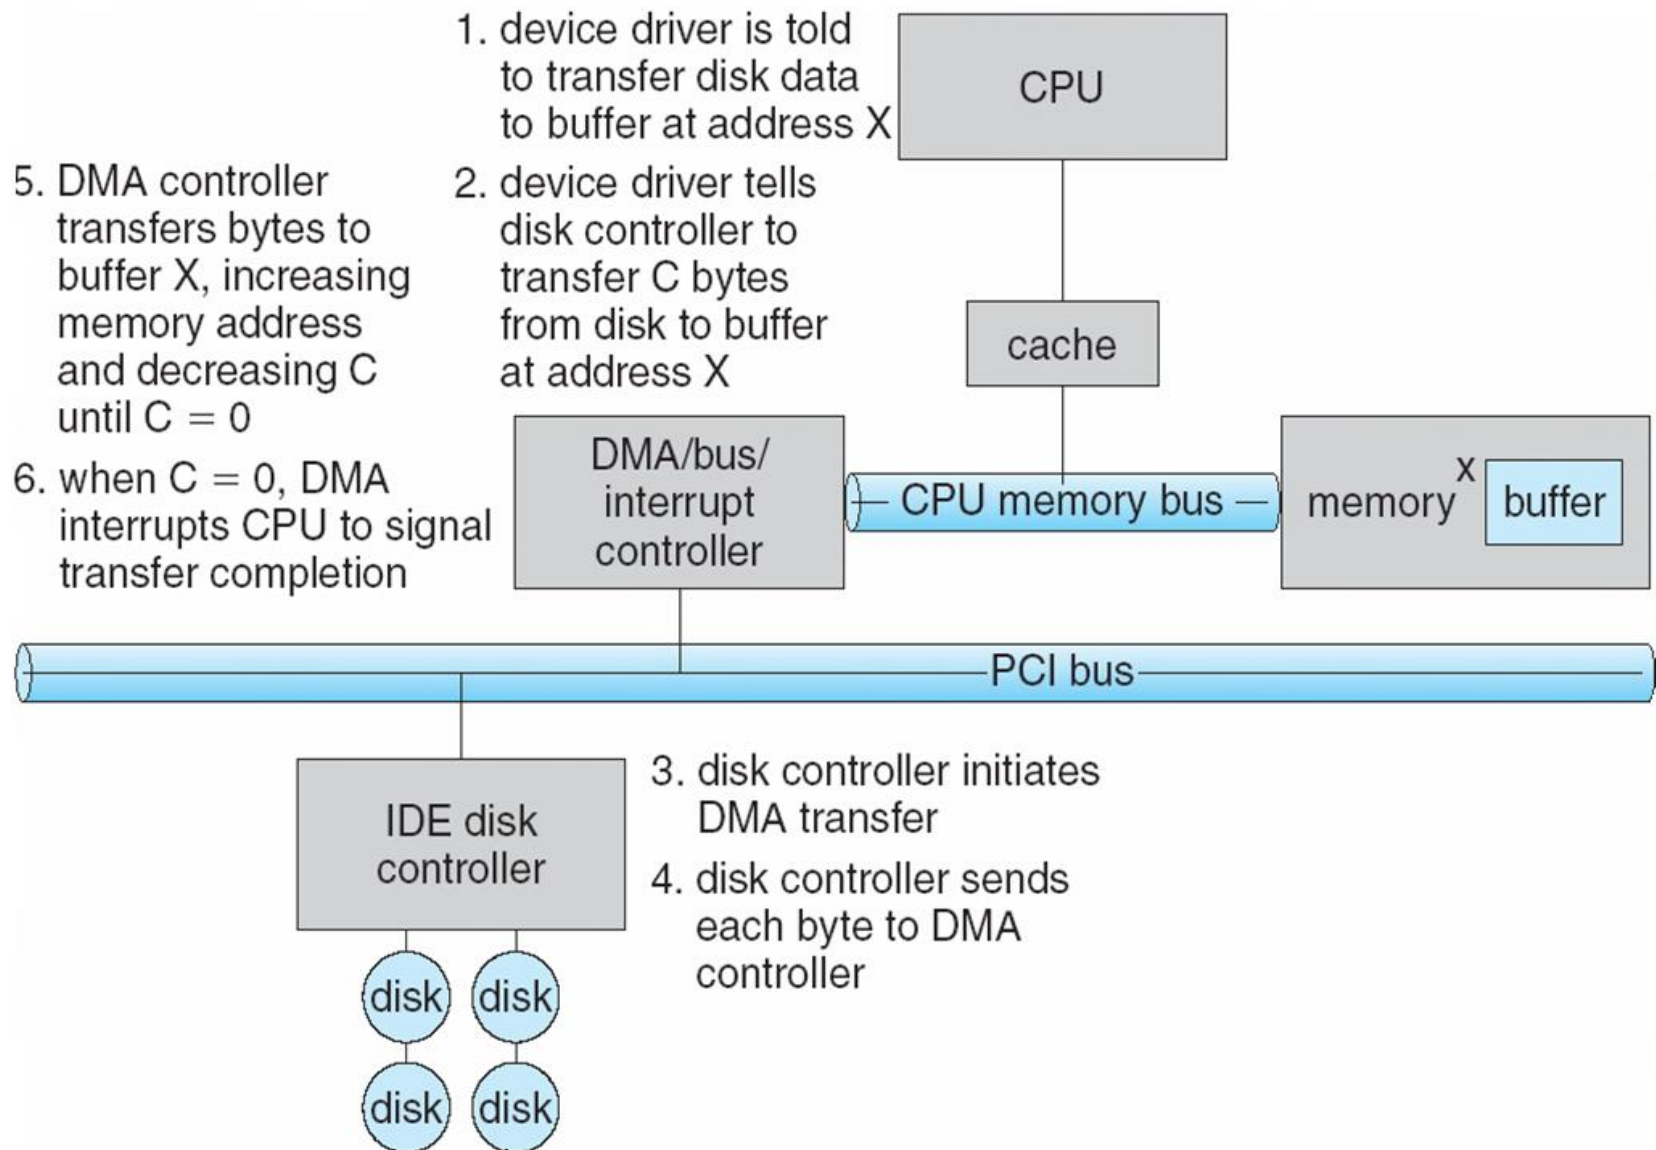 1. device driver is told
to transfer disk data
to buffer at address X
CPU
5. DMA controller
transfers bytes to
buffer X, increasing
memory address
and decreasing C
until C = 0
2. device driver tells
disk controller to
transfer C bytes
from disk to buffer
at address X
cache
6. when C = 0, DMA
interrupts CPU to signal
transfer completion
DMA/bus/
interrupt
controller
CPU memory bus
memory
X
buffer
PCI bus
IDE disk
controller
3. disk controller initiates
DMA transfer
4. disk controller sends
each byte to DMA
controller
disk
disk
disk
disk